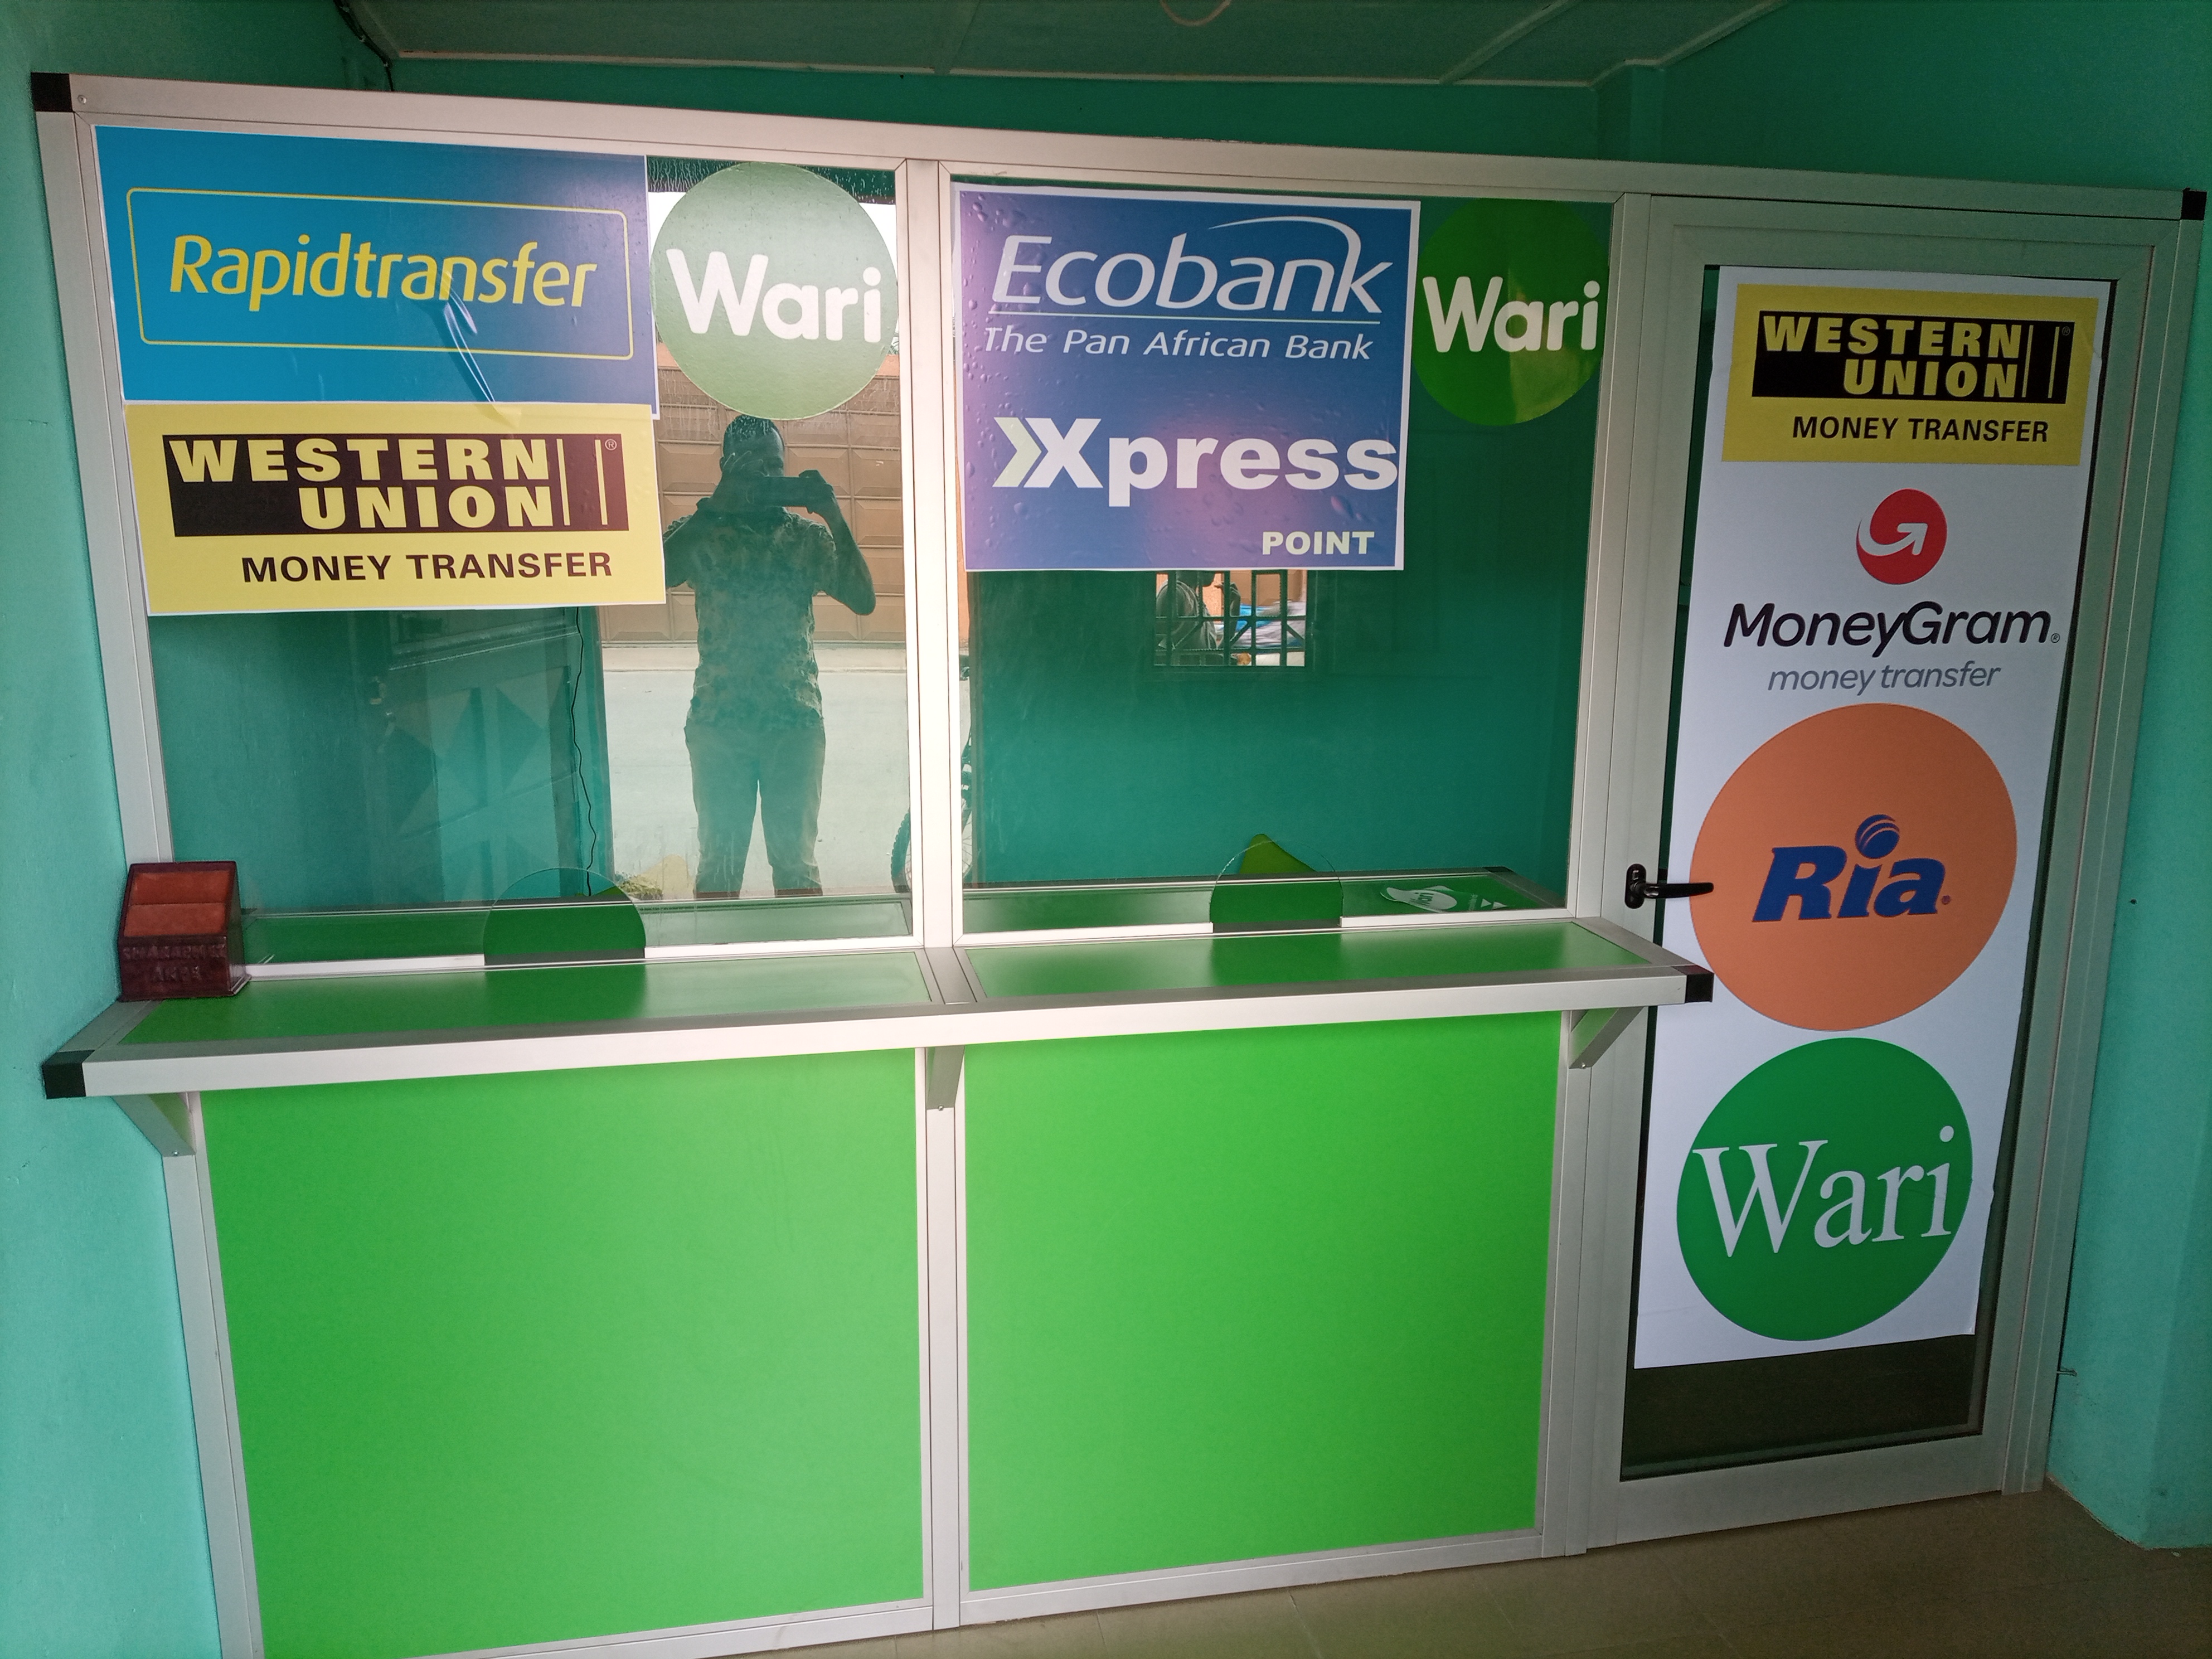 Rapidtransfer
WESTERN
UNION
MONEY TRANSFER
Wari
Ecobank
The Pan African Bank
Xpress
POINT
Wari
WESTERN
UNION
MONEY TRANSFER
MoneyGram
money transfer
Ria
Wari